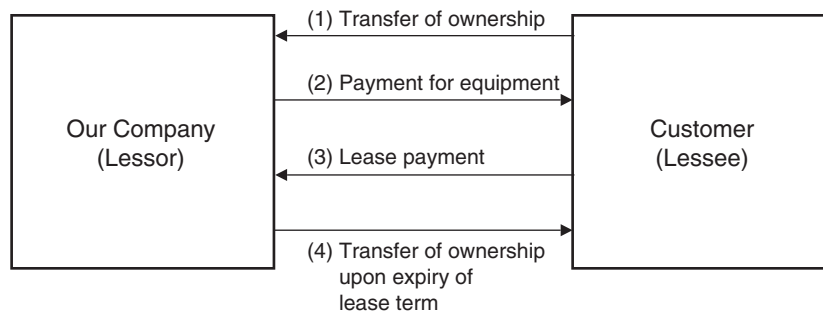 (1) Transfer of ownership
(2) Payment for equipment
Our Company
(Lessor)
Customer
(Lessee)
(3) Lease payment
(4) Transfer of ownership
upon expiry of
lease term